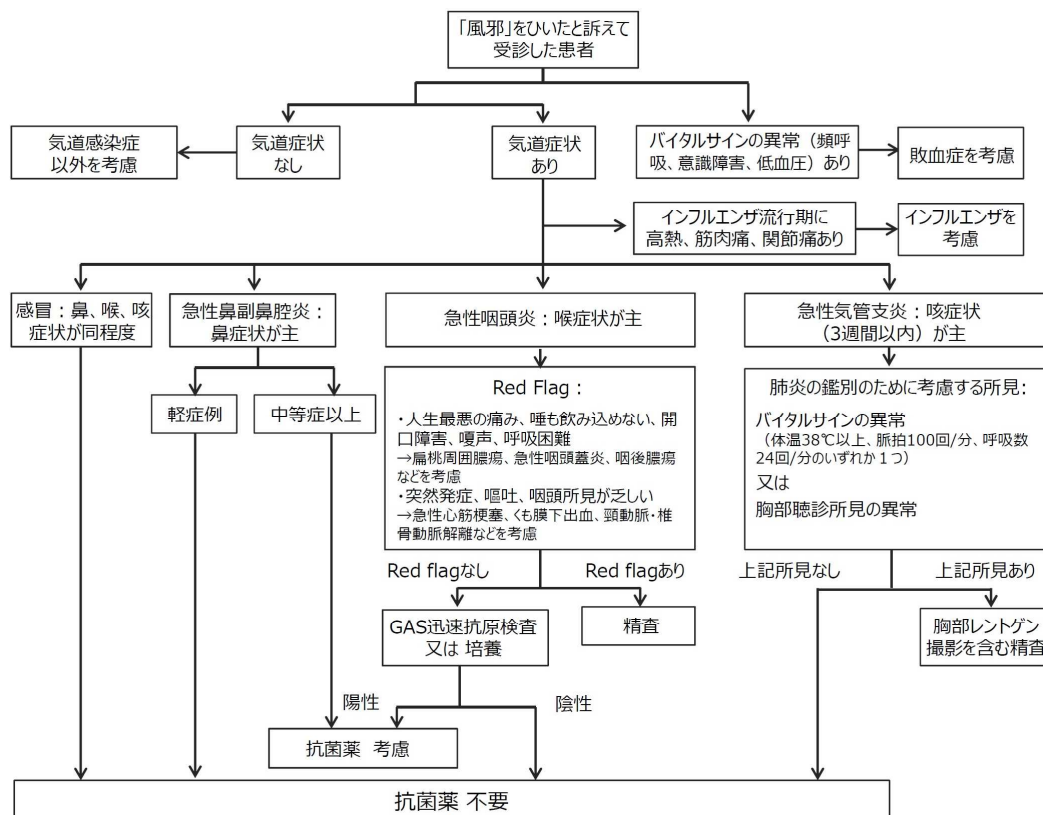 「風邪」をひいたと訴えて
受診した患者
気道感染症
以外を考慮
気道症状
なし
気道症状
あり
バイタルサインの異常（頻呼
吸、意識障害、低血圧）あり
敗血症を考慮
インフルエンザ流行期に
高熱、筋肉痛、関節痛あり
インフルエンザを
考慮
感冒：鼻、喉、咳
症状が同程度
急性鼻副鼻腔炎：
鼻症状が主
急性咽頭炎：喉症状が主
急性気管支炎：咳症状
（3週間以内）が主
軽症例
中等症以上
Red Flag：
・人生最悪の痛み、唾も飲み込めない、開
口障害、嗄声、呼吸困難
→扁桃周囲膿瘍、急性咽頭蓋炎、咽後膿瘍
などを考慮
・突然発症、嘔吐、咽頭所見が乏しい
→急性心筋梗塞、くも膜下出血、頸動脈・椎
骨動脈解離などを考慮
肺炎の鑑別のために考慮する所見：
バイタルサインの異常
（体温38℃以上、脈拍100回/分、呼吸数
24回/分のいずれか１つ）
又は
胸部聴診所見の異常
Red flagなし
Red flagあり
上記所見なし
上記所見あり
GAS迅速抗原検査
又は 培養
精査
胸部レントゲン
撮影を含む精査
陽性
陰性
抗菌薬 考慮
抗菌薬 不要